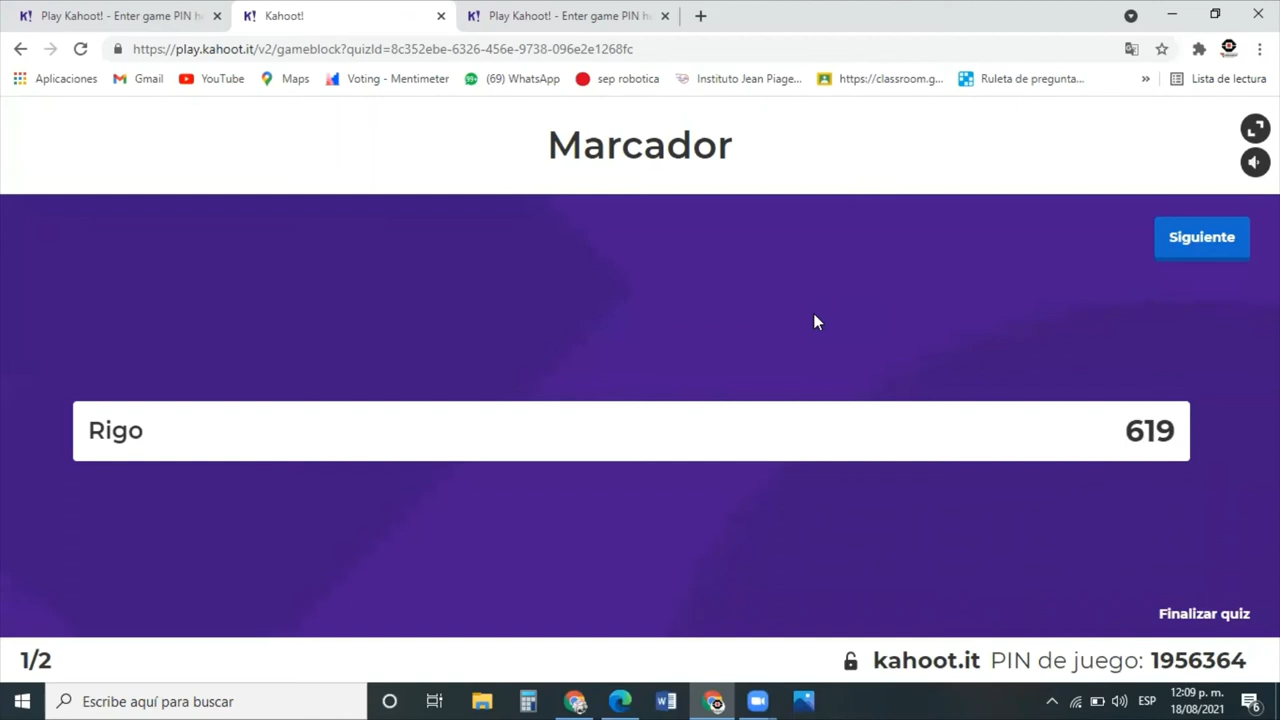 K! Play Kahoot! - Enter game PIN he
K! Kahoot!
K! Play Kahoot! - Enter game PIN he
https://play.kahoot.it/v2/gameblock?quizId=8c352ebe-6326-456e-9738-096e2e1268fc
Aplicaciones Gmail YouTube Maps Voting - Mentimeter (69) WhatsApp sep robotica Instituto Jean Piage... https://classroom.g... Ruleta de pregunta... » Lista de lectura
Marcador
Siguiente
Rigo 619
Finalizar quiz
1/2 kahoot.it PIN de juego: 1956364
Escribe aquí para buscar
ESP
12:09 p. m.
18/08/2021
6